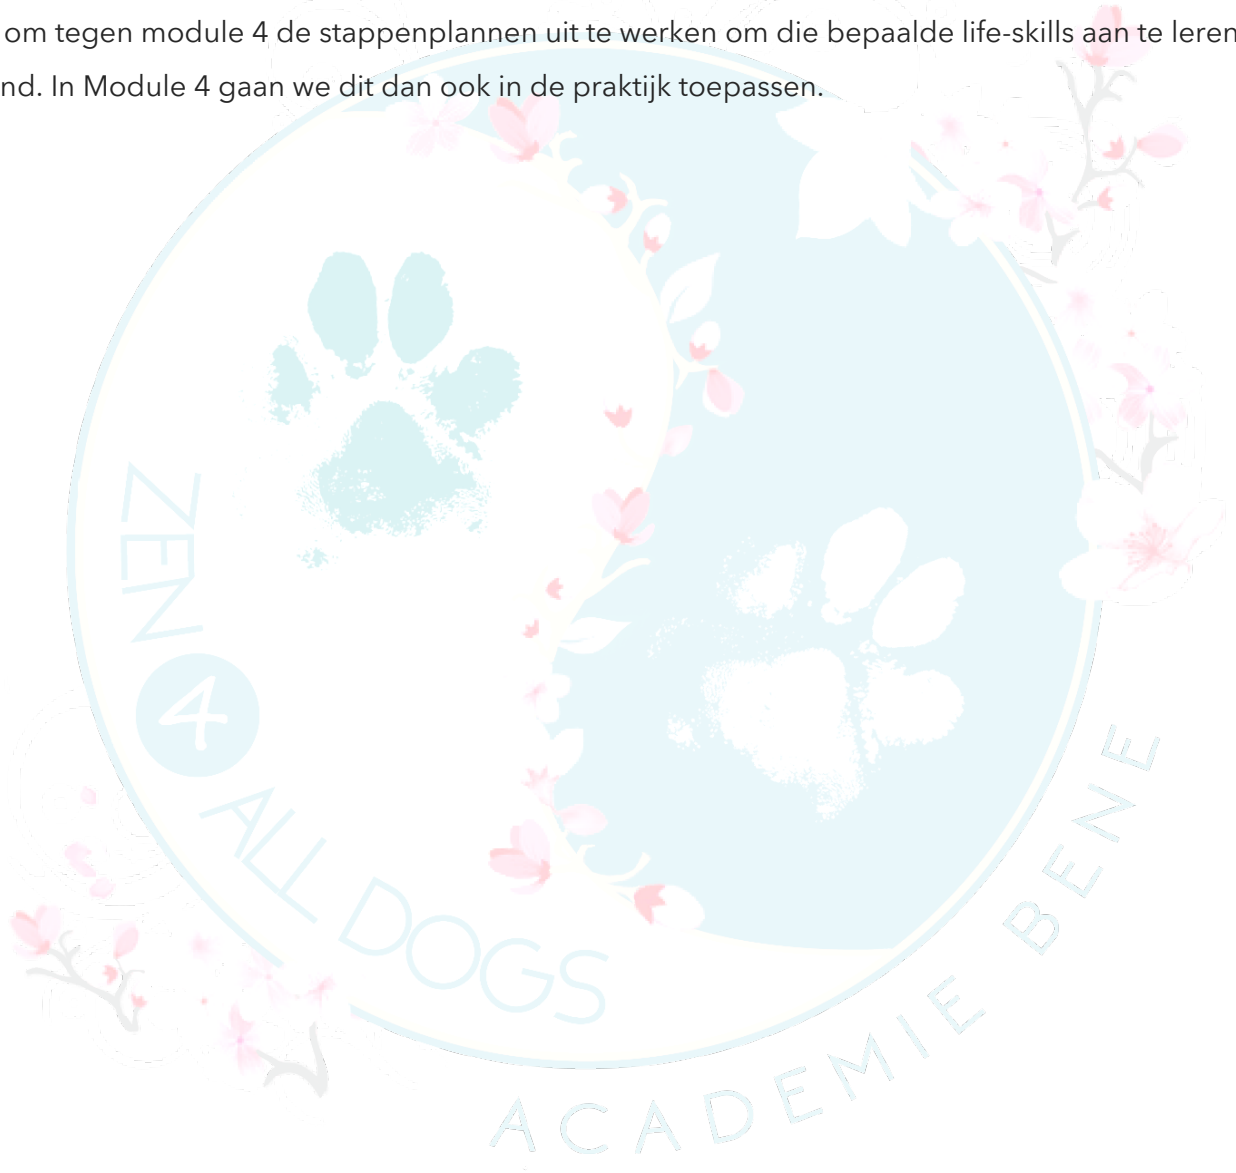 om tegen module 4 de stappenplannen uit te werken om die bepaalde life-skills aan te leren
nd. In Module 4 gaan we dit dan ook in de praktijk toepassen.
ZEN 4 ALL DOGS
ACADEMIE BENE